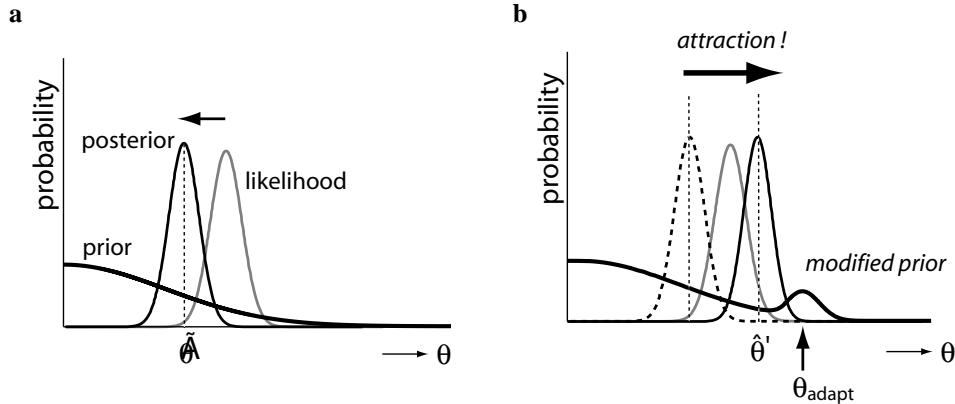 a
probability
posterior
likelihood
prior
θ
b
attraction !
probability
modified prior
θ̂'
θ
θadapt